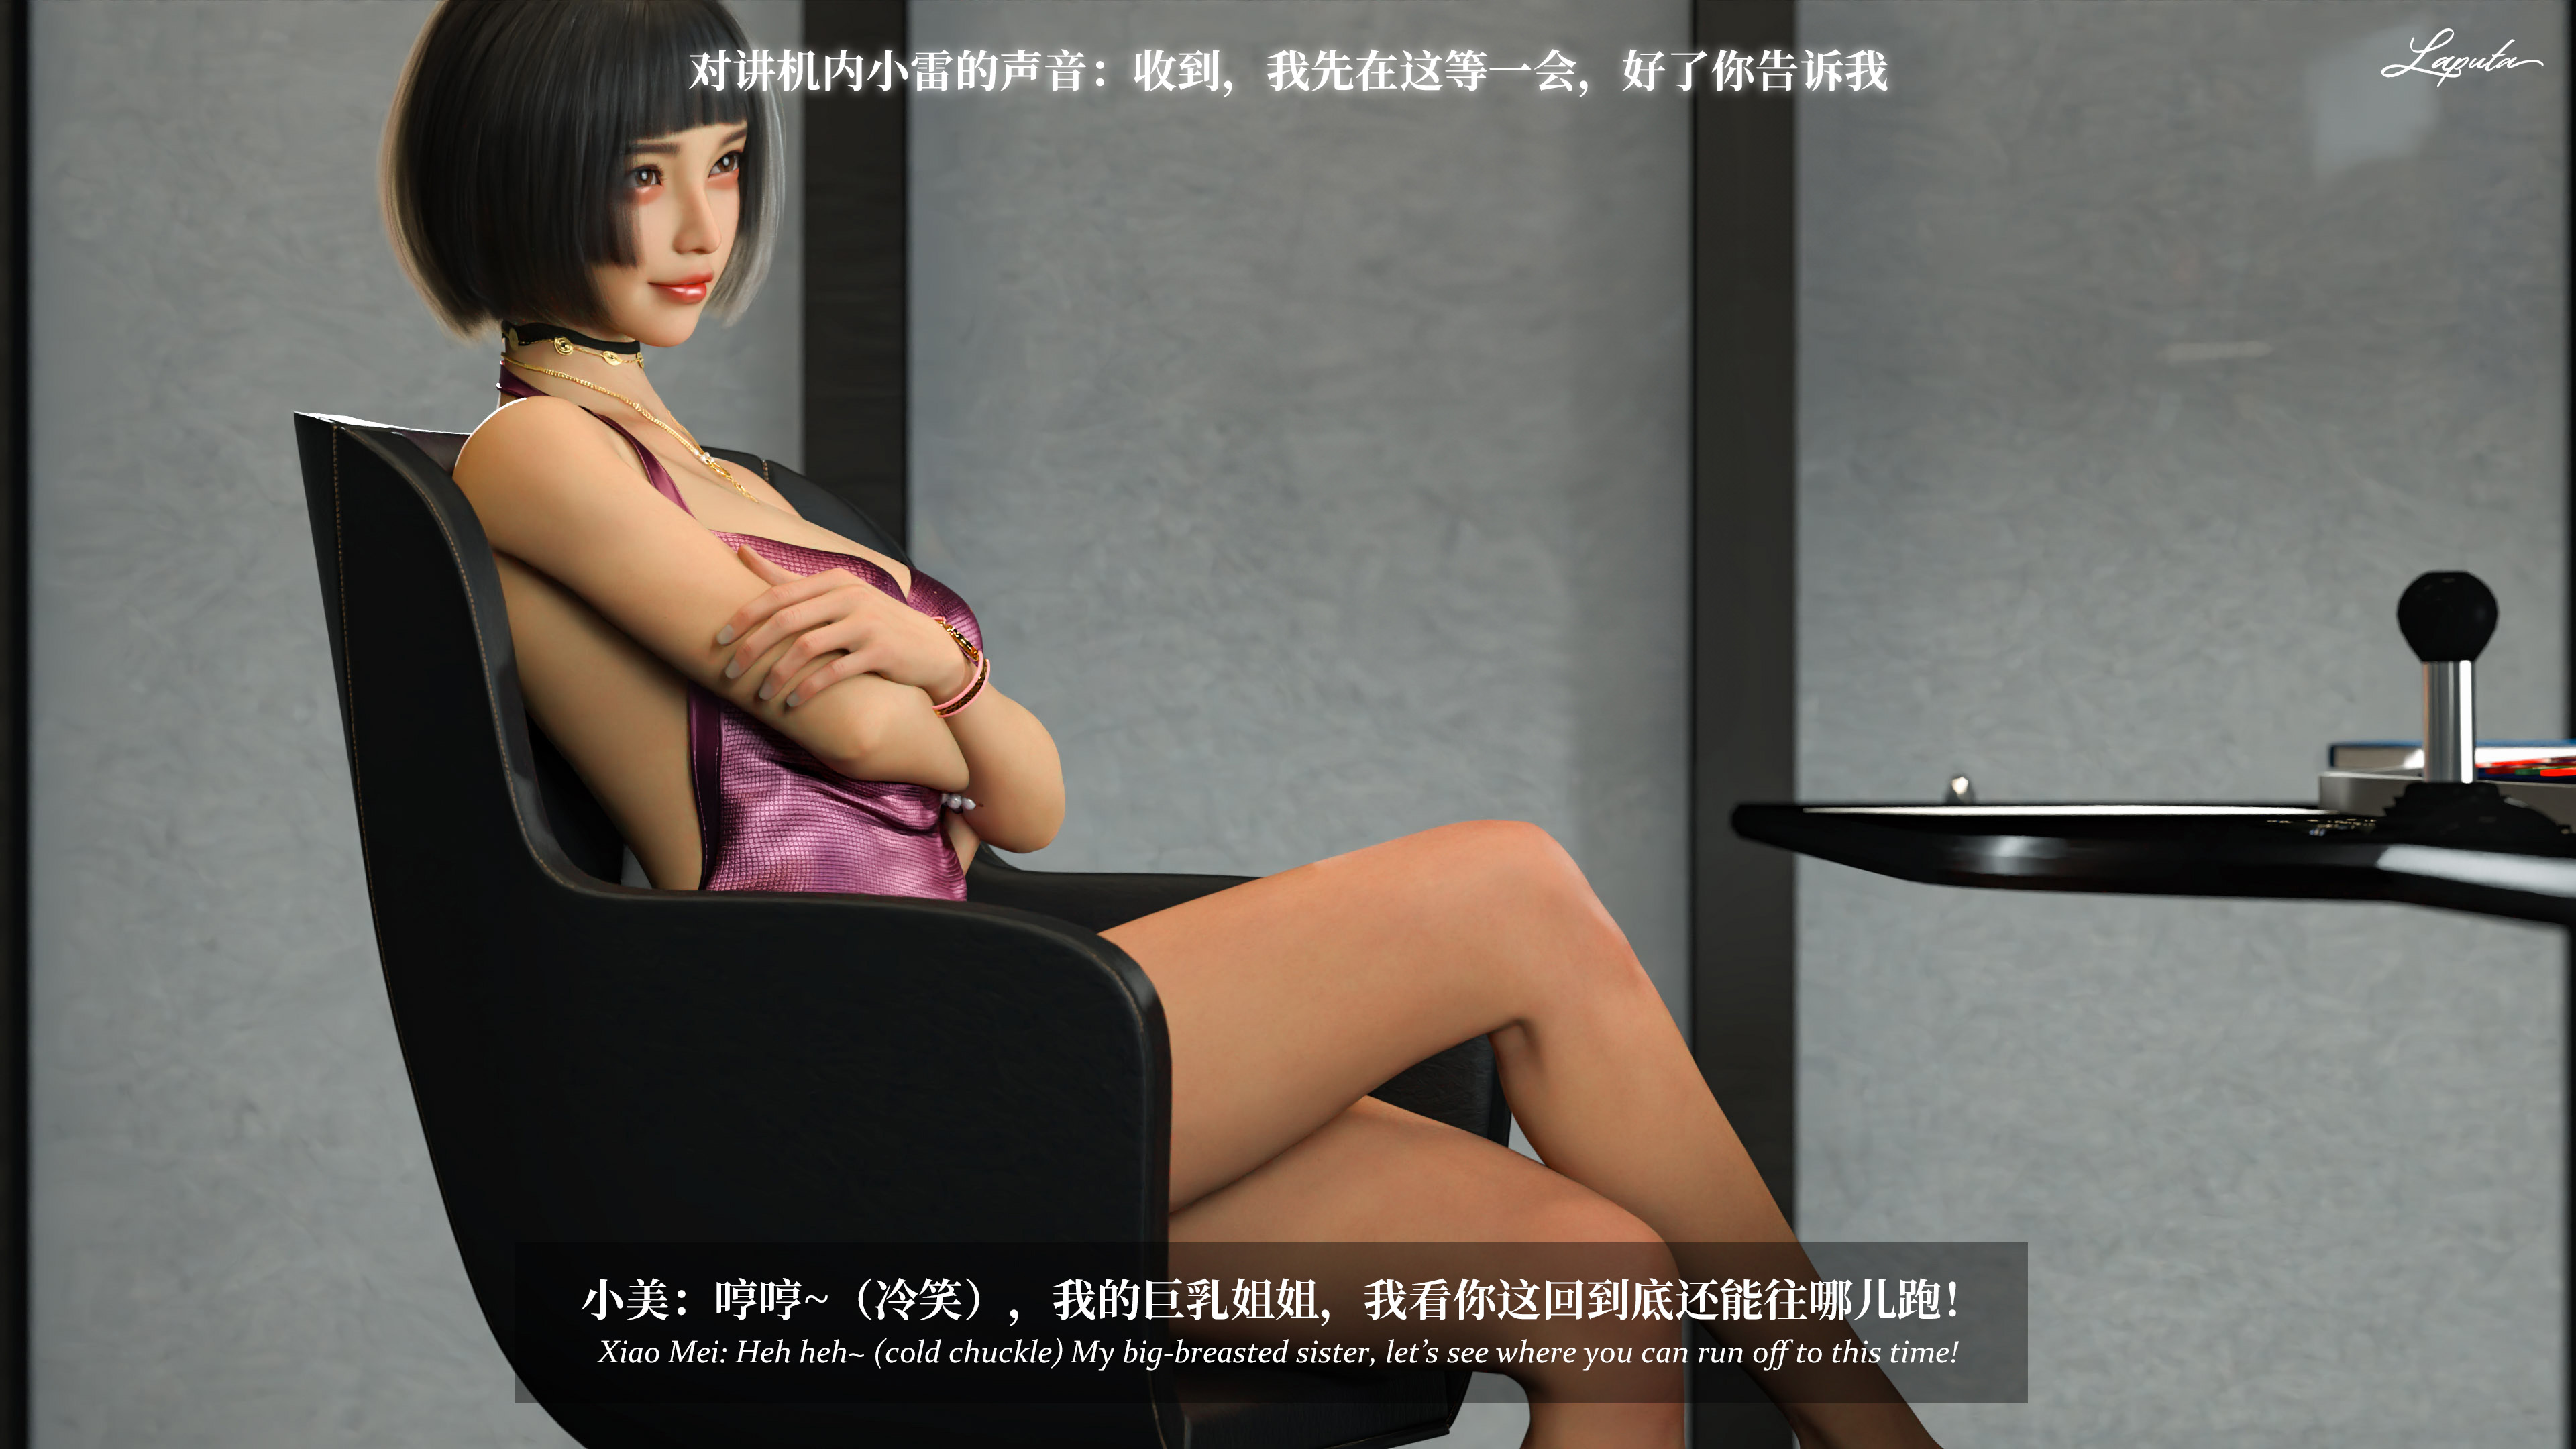 对讲机内小雷的声音：收到，我先在这等一会，好了你告诉我
Laputa
小美：哼哼~（冷笑），我的巨乳姐姐，我看你这回到底还能往哪儿跑！
Xiao Mei: Heh heh~ (cold chuckle) My big-breasted sister, let’s see where you can run off to this time!